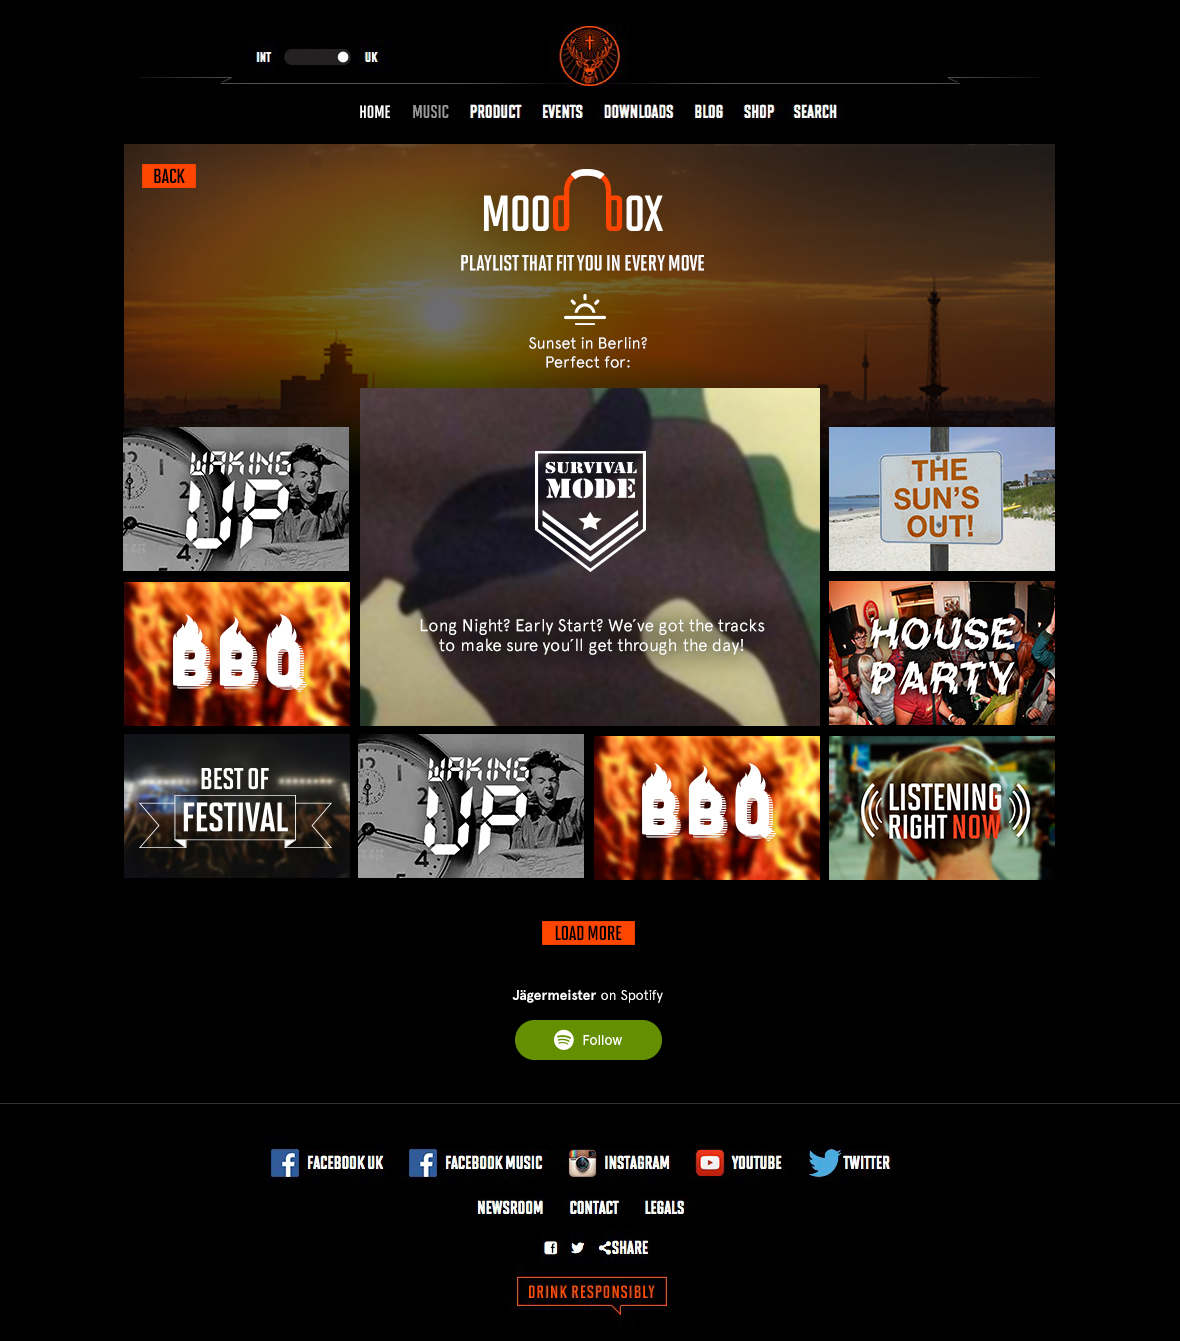 INT UK
HOME MUSIC PRODUCT EVENTS DOWNLOADS BLOG SHOP SEARCH
BACK
MOODBOX
PLAYLIST THAT FIT YOU IN EVERY MOVE
Sunset in Berlin?
Perfect for:
WAKING
UP
SURVIVAL
MODE
Long Night? Early Start? We´ve got the tracks
to make sure you´ll get through the day!
THE
SUN'S
OUT!
BBQ
HOUSE
PARTY
BEST OF
FESTIVAL
WAKING
UP
BBQ
LISTENING
RIGHT NOW
LOAD MORE
Jägermeister on Spotify
Follow
FACEBOOK UK FACEBOOK MUSIC INSTAGRAM YOUTUBE TWITTER
NEWSROOM CONTACT LEGALS
SHARE
DRINK RESPONSIBLY